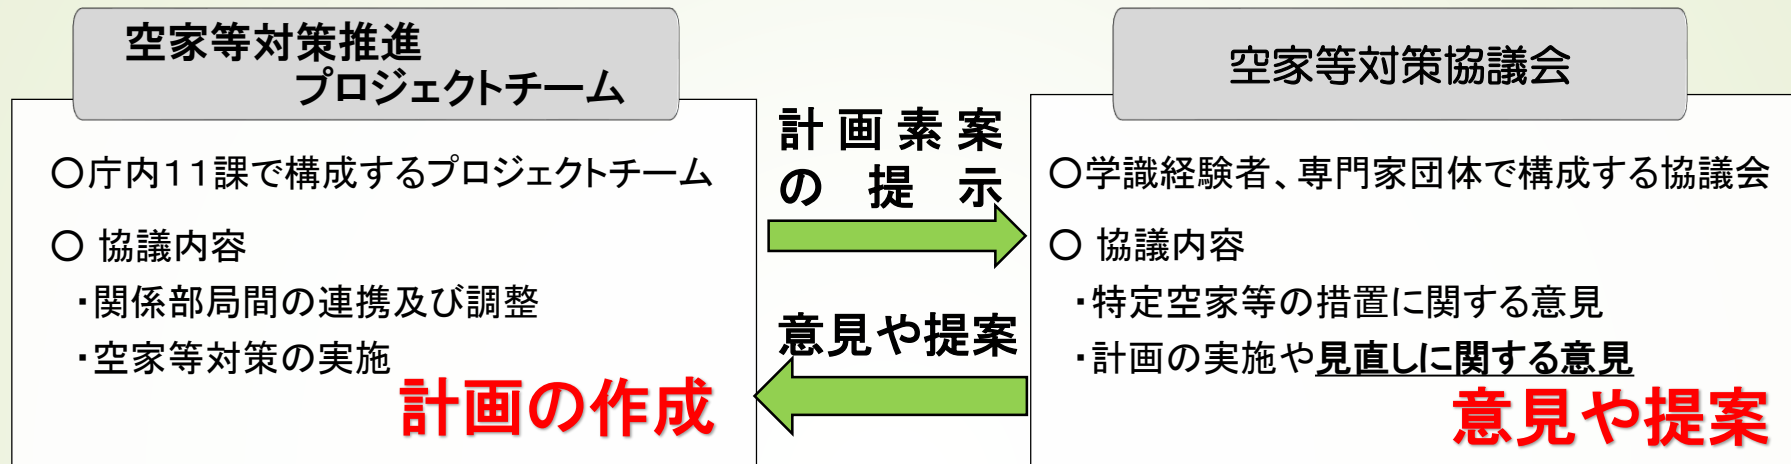 空家等対策推進
プロジェクトチーム
〇庁内１１課で構成するプロジェクトチーム
〇 協議内容
・関係部局間の連携及び調整
・空家等対策の実施
計画の作成
計画素案
の提示
意見や提案
空家等対策協議会
〇学識経験者、専門家団体で構成する協議会
〇 協議内容
・特定空家等の措置に関する意見
・計画の実施や見直しに関する意見
意見や提案